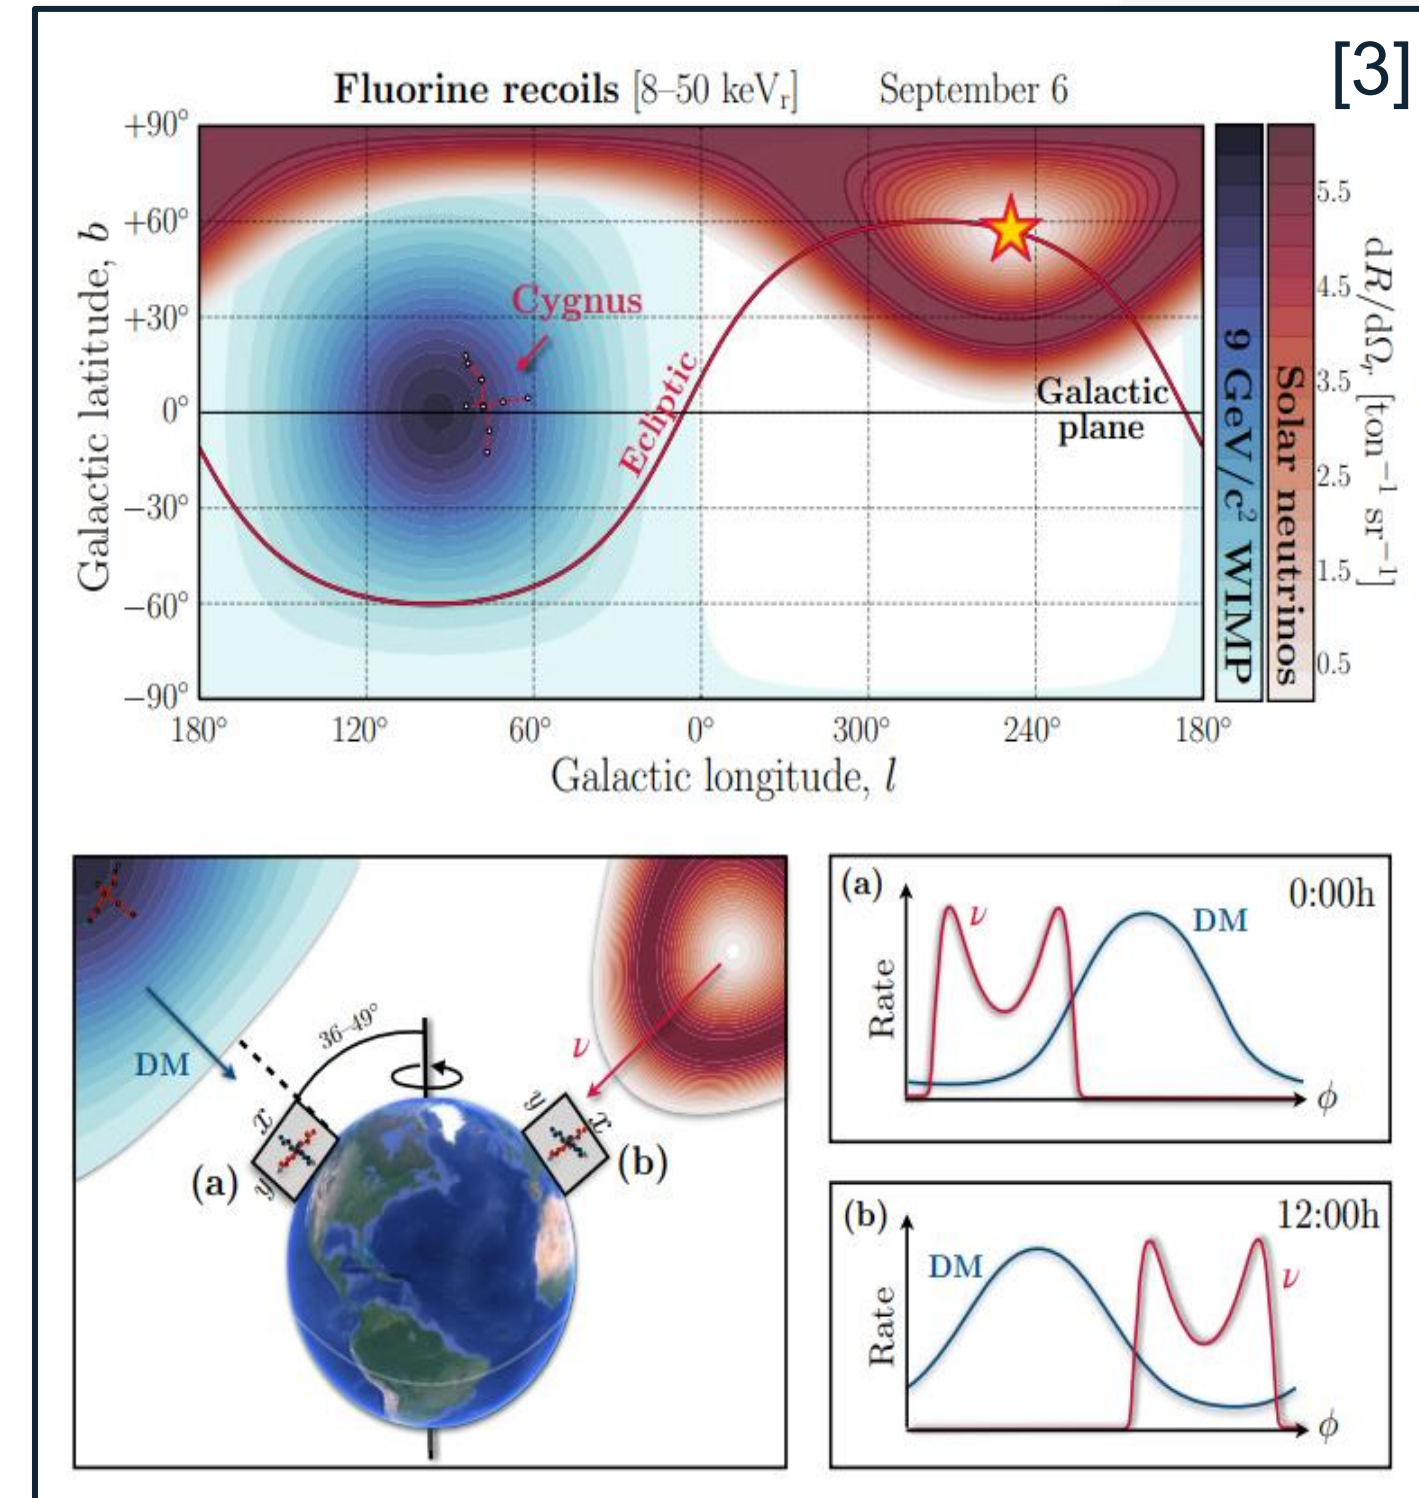 [3]
Fluorine recoils [8–50 keVr] September 6
+90°
+60°
+30°
0°
−30°
−60°
−90°
Galactic latitude, b
180° 120° 60° 0° 300° 240° 180°
Galactic longitude, l
Cygnus
Ecliptic
Galactic
plane
9 GeV/c² WIMP
Solar neutrinos
5.5
4.5
3.5
2.5
1.5
0.5
dR/dΩr [ton⁻¹ sr⁻¹]
DM
36–49°
ν
x
y
(a)
y
x
(b)
(a)
0:00h
ν
DM
Rate
ϕ
(b)
12:00h
DM
ν
Rate
ϕ